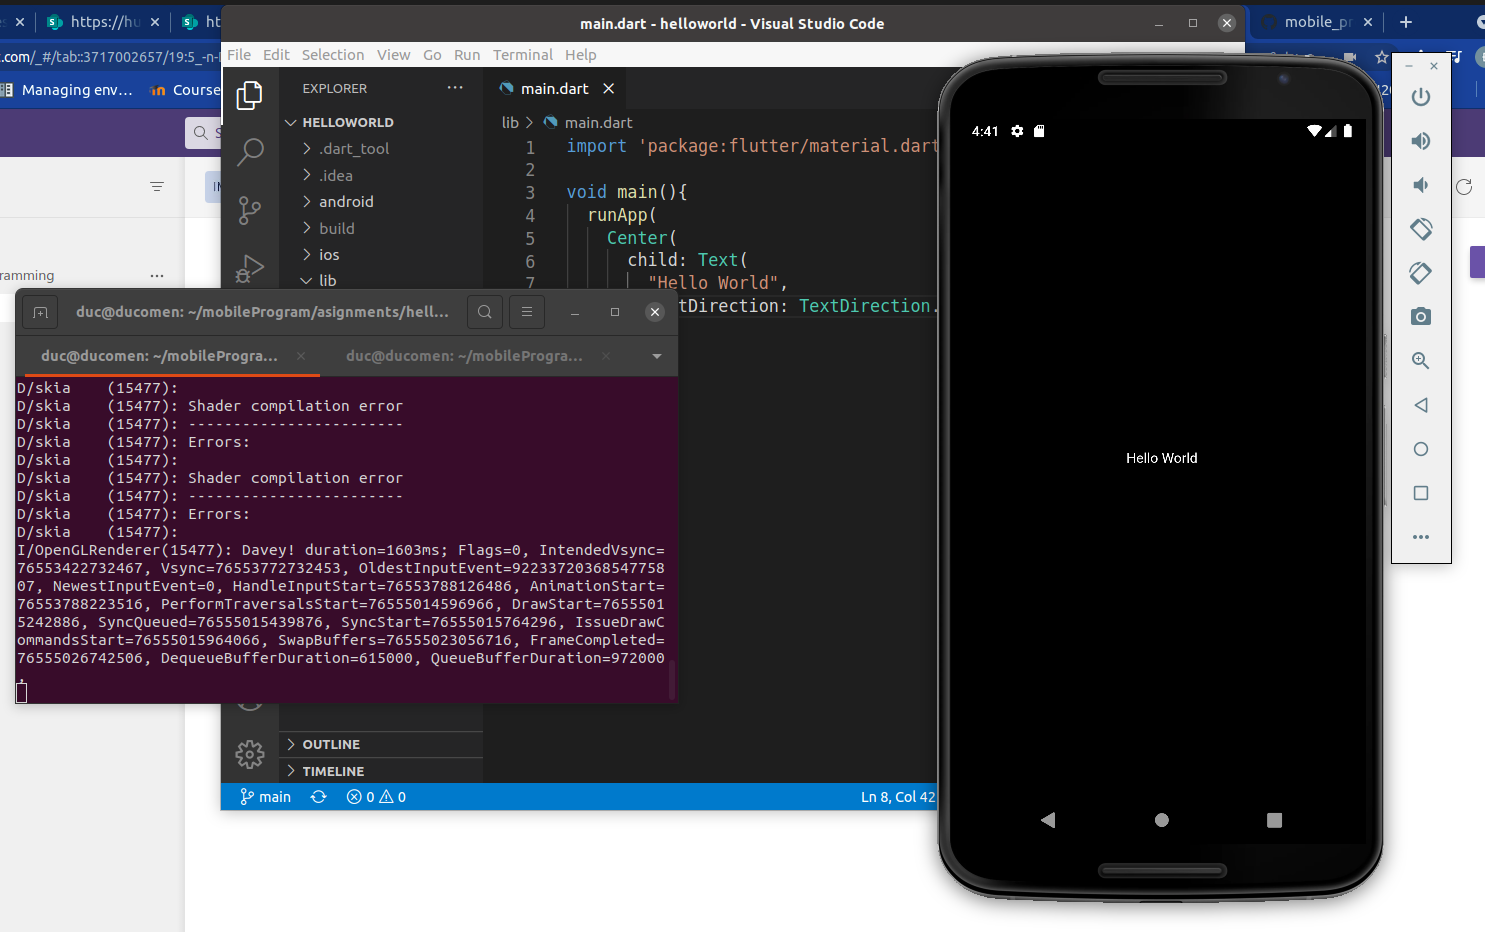 https://hu
ht
main.dart - helloworld - Visual Studio Code
mobile_pr
.com/_#/tab::3717002657/19:5_-n-
File Edit Selection View Go Run Terminal Help
Managing env...
Course
EXPLORER
main.dart
HELLOWORLD
lib > main.dart
.dart_tool
.idea
android
build
ios
lib
1 import 'package:flutter/material.dart
2
3 void main(){
4 runApp(
5 Center(
6 child: Text(
7 "Hello World",
tDirection: TextDirection.
ramming
duc@ducomen: ~/mobileProgram/asignments/hell...
duc@ducomen: ~/mobileProgra...
duc@ducomen: ~/mobileProgra...
D/skia (15477):
D/skia (15477): Shader compilation error
D/skia (15477): ------------------------
D/skia (15477): Errors:
D/skia (15477):
D/skia (15477): Shader compilation error
D/skia (15477): ------------------------
D/skia (15477): Errors:
D/skia (15477):
I/OpenGLRenderer(15477): Davey! duration=1603ms; Flags=0, IntendedVsync=
76553422732467, Vsync=76553772732453, OldestInputEvent=92233720368547758
07, NewestInputEvent=0, HandleInputStart=76553788126486, AnimationStart=
76553788223516, PerformTraversalsStart=76555014596966, DrawStart=7655501
5242886, SyncQueued=76555015439876, SyncStart=76555015764296, IssueDrawC
ommandsStart=76555015964066, SwapBuffers=76555023056716, FrameCompleted=
76555026742506, DequeueBufferDuration=615000, QueueBufferDuration=972000
,
OUTLINE
TIMELINE
main
0 0
Ln 8, Col 42
4:41
Hello World